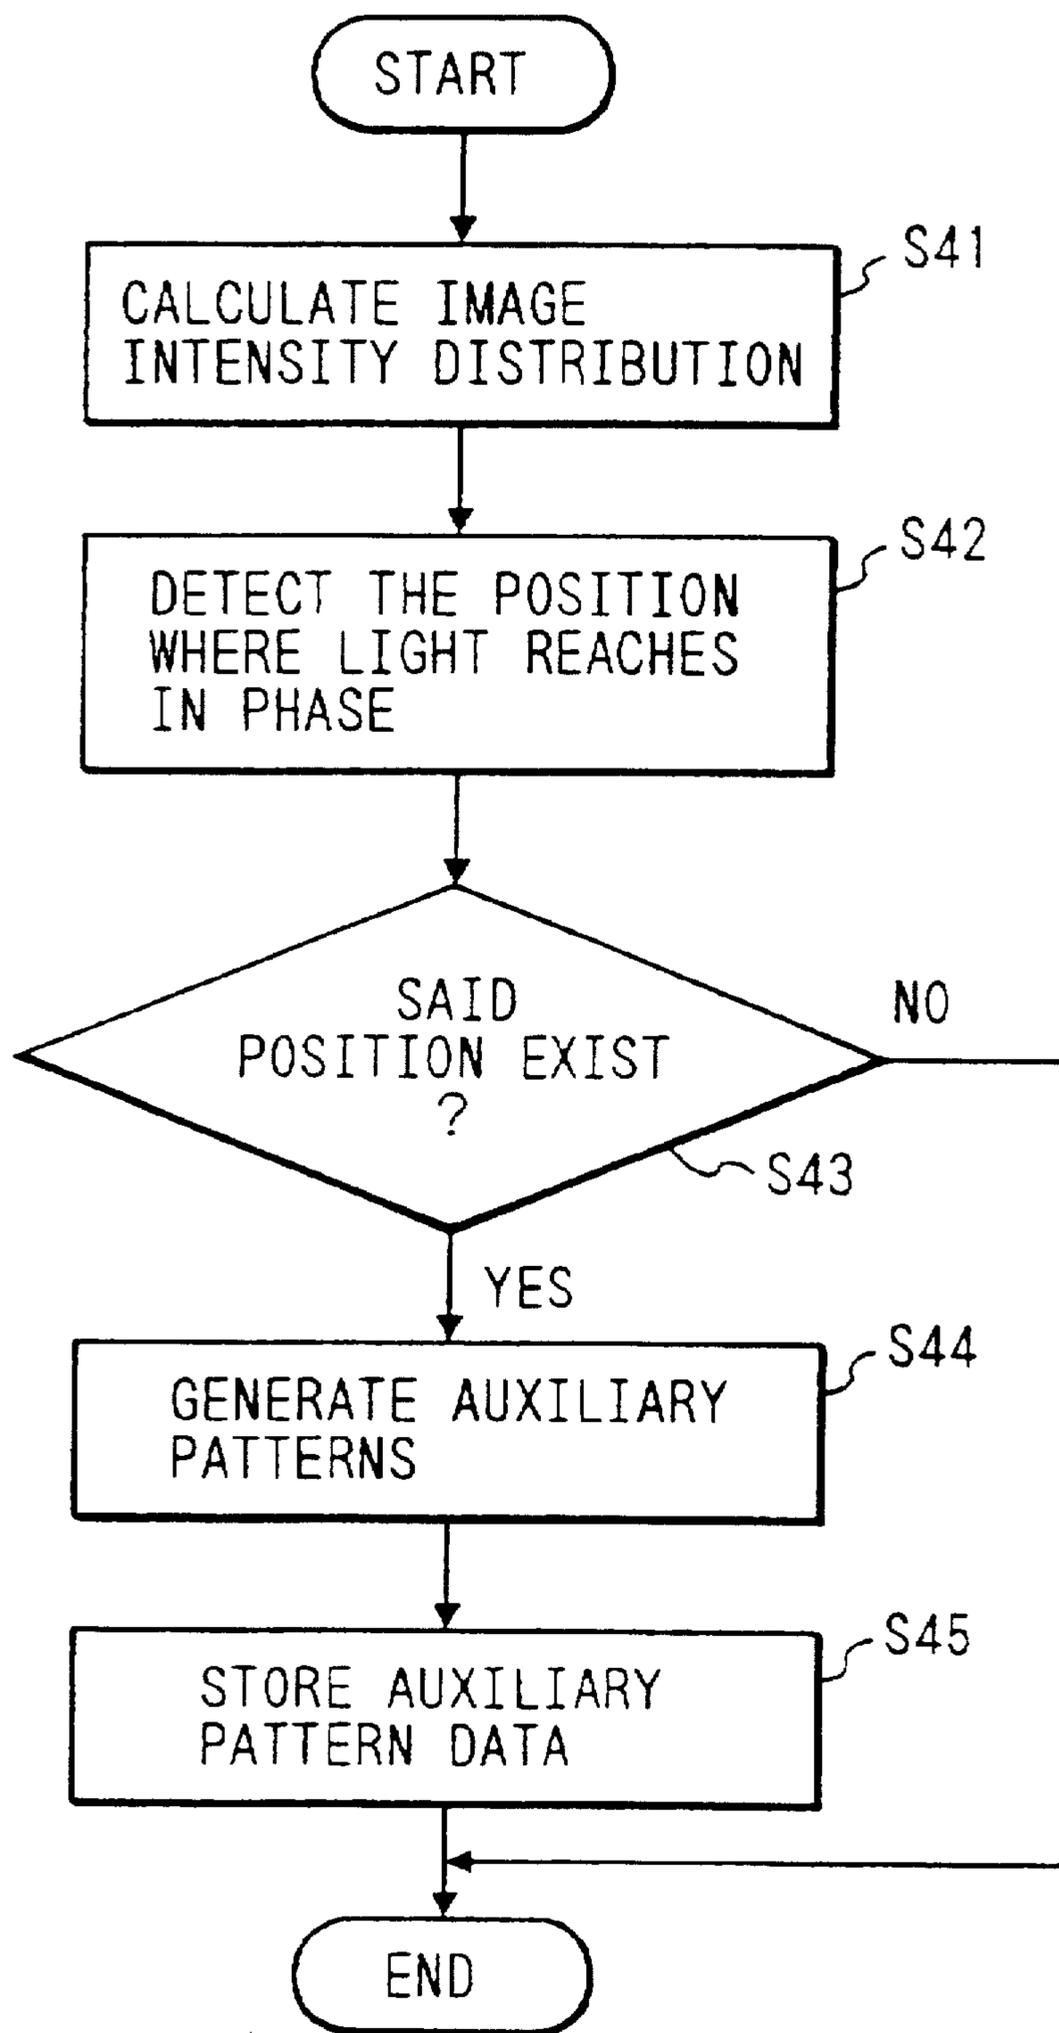 START
S41
CALCULATE IMAGE
INTENSITY DISTRIBUTION
S42
DETECT THE POSITION
WHERE LIGHT REACHES
IN PHASE
SAID
POSITION EXIST
?
NO
S43
YES
S44
GENERATE AUXILIARY
PATTERNS
S45
STORE AUXILIARY
PATTERN DATA
END